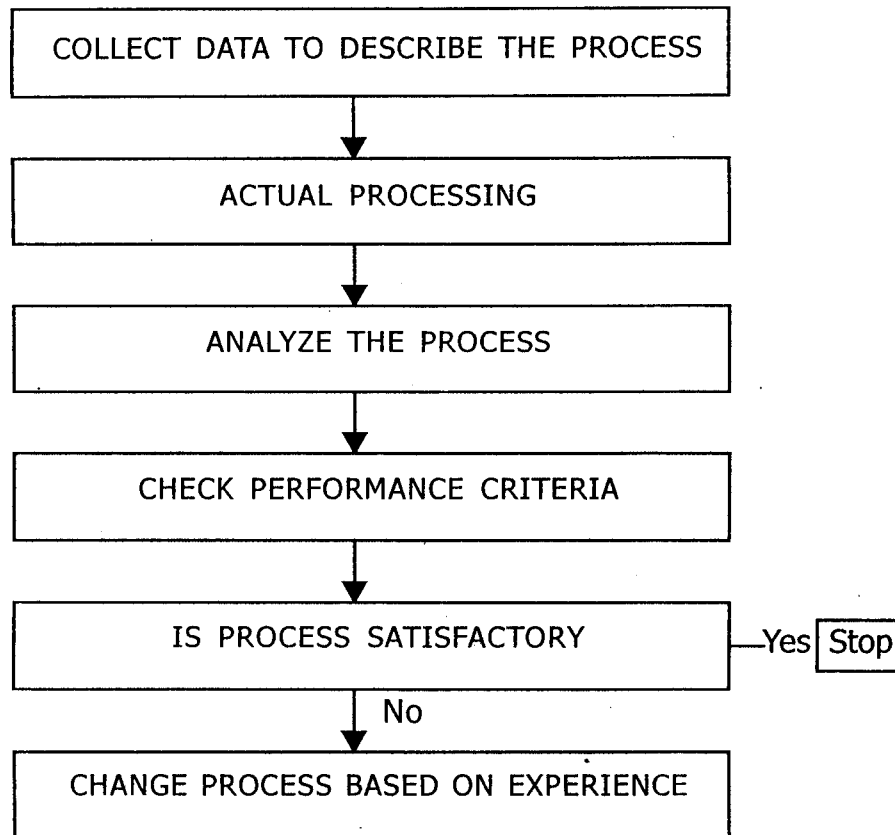 COLLECT DATA TO DESCRIBE THE PROCESS
ACTUAL PROCESSING
ANALYZE THE PROCESS
CHECK PERFORMANCE CRITERIA
IS PROCESS SATISFACTORY
Yes
Stop
No
CHANGE PROCESS BASED ON EXPERIENCE